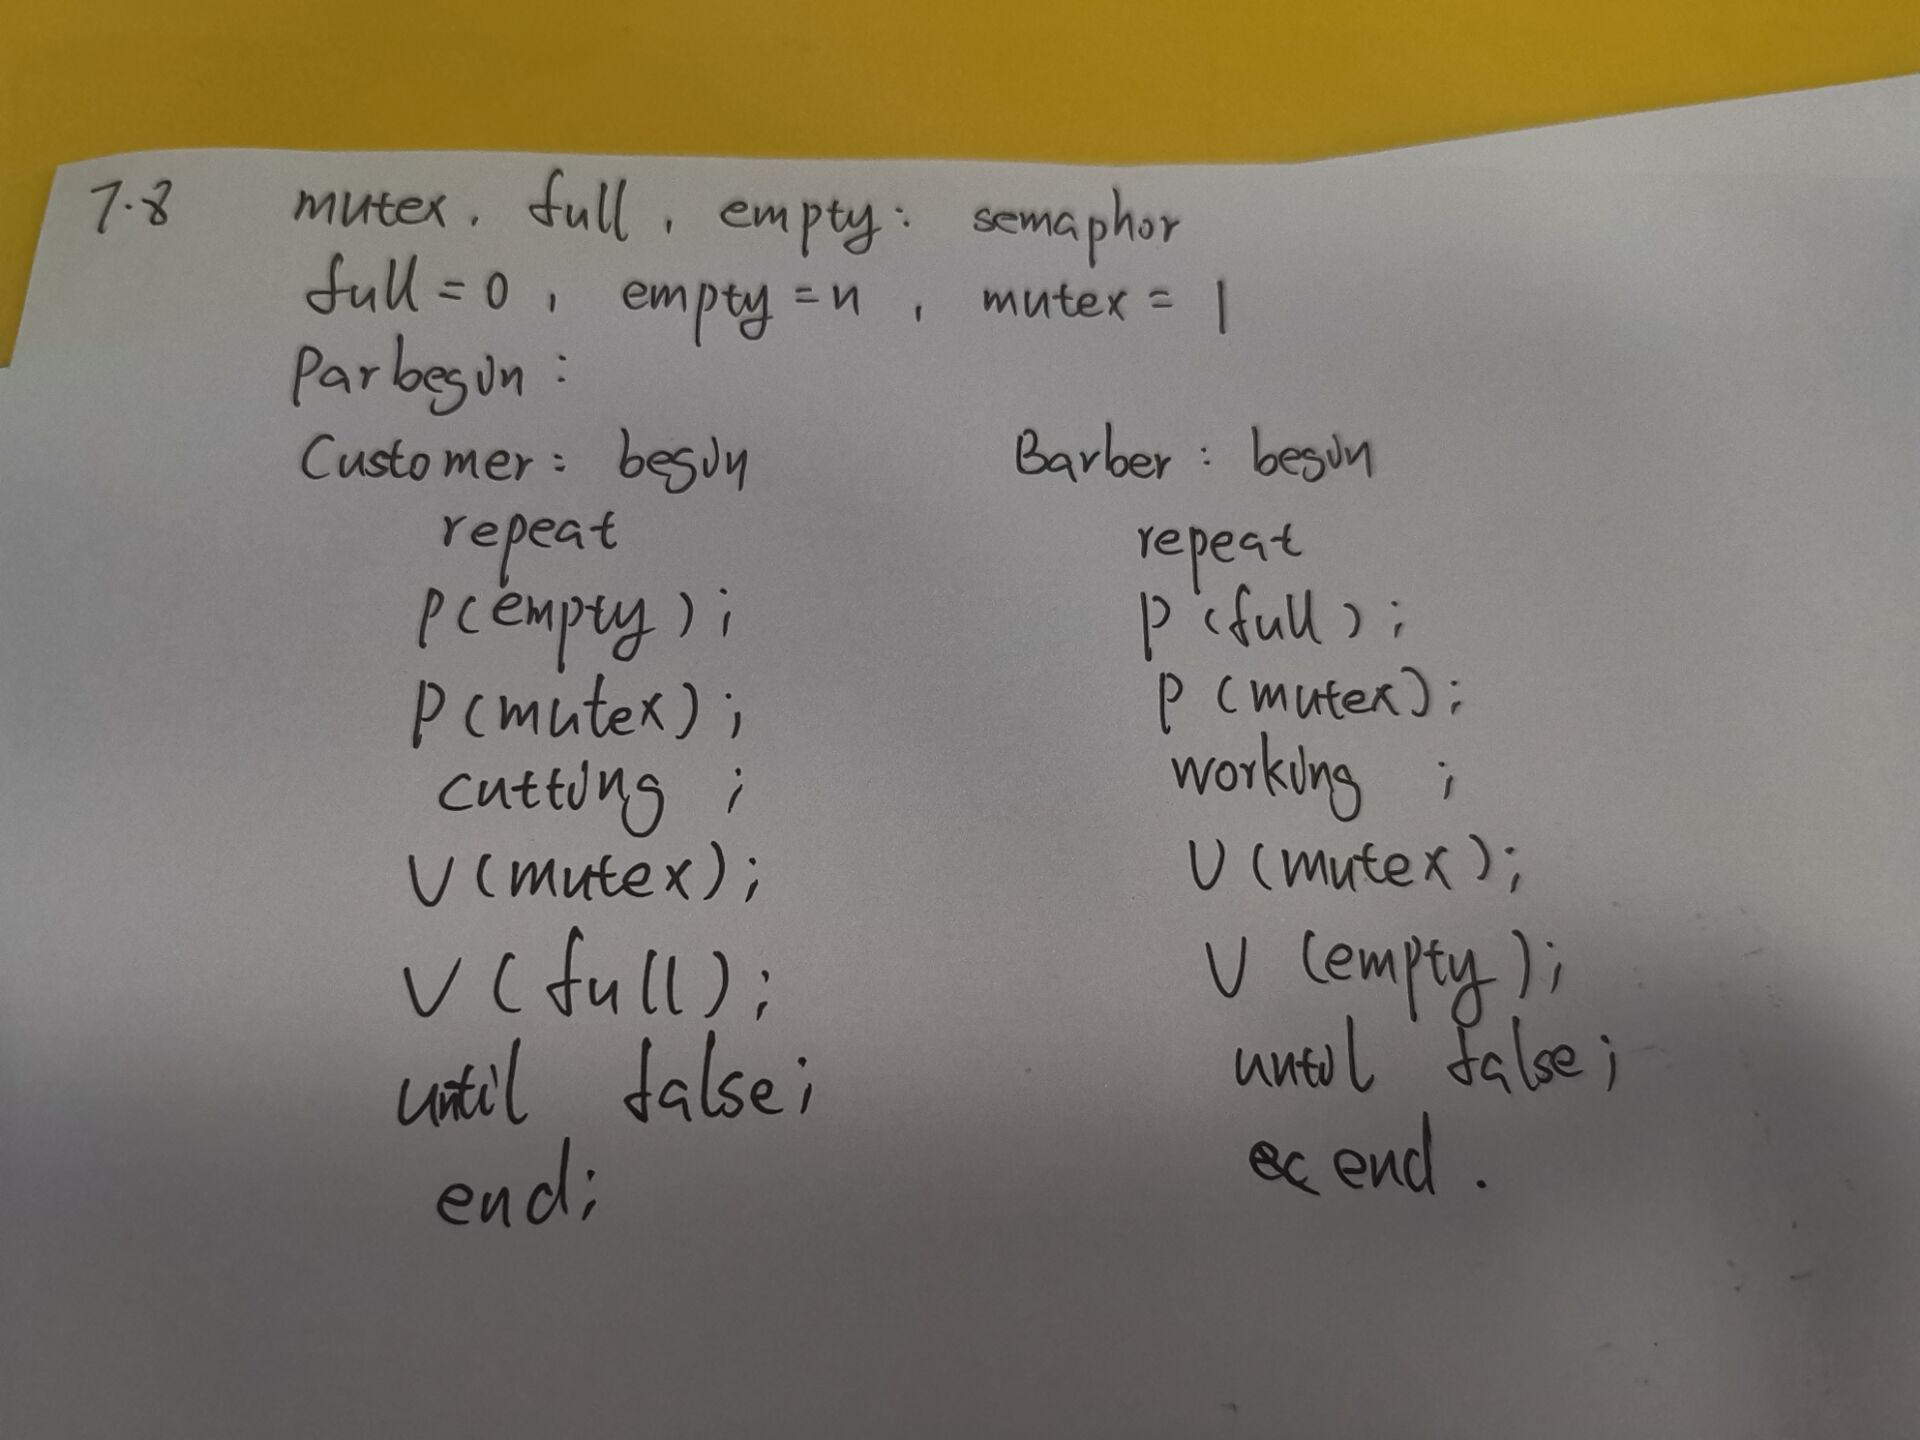 7.8 mutex, full, empty: semaphor
full = 0, empty = n, mutex = 1
Parbegin:
Customer: begin
repeat
P(empty);
P(mutex);
cutting;
V(mutex);
V(full);
until false;
end;
Barber: begin
repeat
P(full);
P(mutex);
working;
V(mutex);
V(empty);
until false;
end.